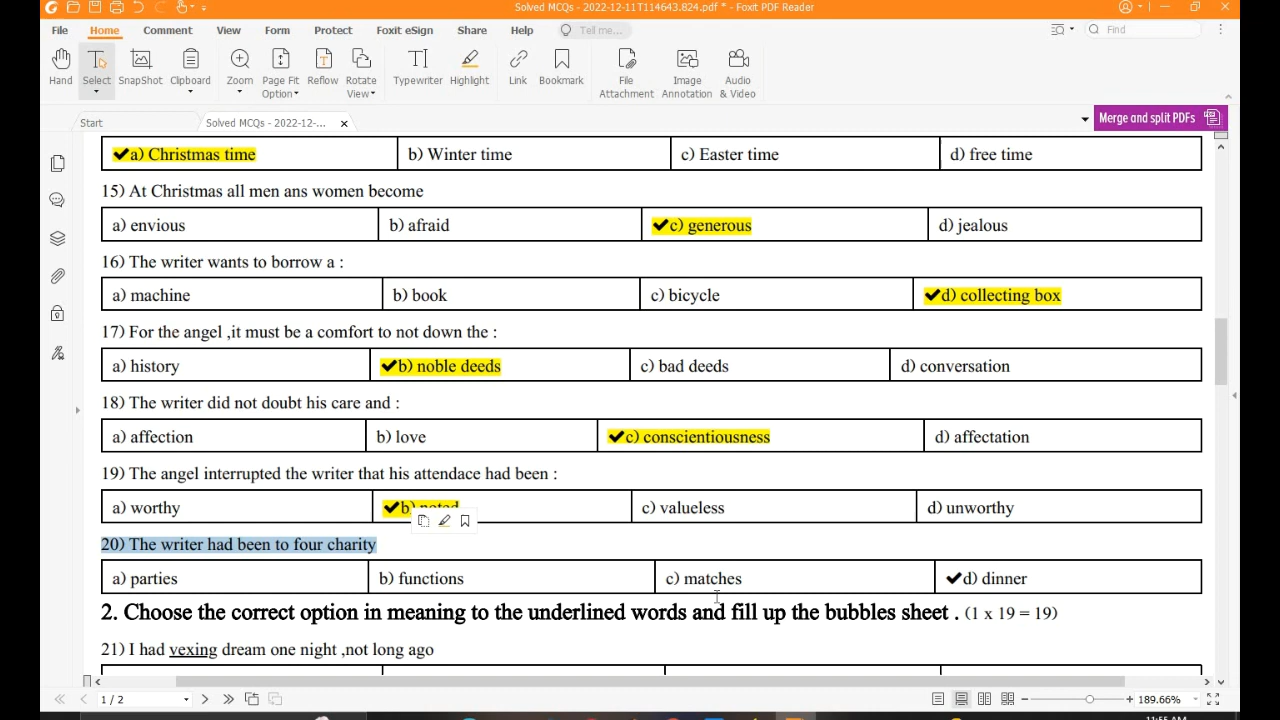 Solved MCQs - 2022-12-11T114643.824.pdf * - Foxit PDF Reader
File Home Comment View Form Protect Foxit eSign Share Help Tell me... Find
Hand Select SnapShot Clipboard Zoom Page Fit Option Reflow Rotate View Typewriter Highlight Link Bookmark File Attachment Image Annotation Audio & Video
Start Solved MCQs - 2022-12-... Merge and split PDFs
✔a) Christmas time b) Winter time c) Easter time d) free time
15) At Christmas all men ans women become
a) envious b) afraid ✔c) generous d) jealous
16) The writer wants to borrow a :
a) machine b) book c) bicycle ✔d) collecting box
17) For the angel ,it must be a comfort to not down the :
a) history ✔b) noble deeds c) bad deeds d) conversation
18) The writer did not doubt his care and :
a) affection b) love ✔c) conscientiousness d) affectation
19) The angel interrupted the writer that his attendace had been :
a) worthy ✔b) noted c) valueless d) unworthy
20) The writer had been to four charity
a) parties b) functions c) matches ✔d) dinner
2. Choose the correct option in meaning to the underlined words and fill up the bubbles sheet . (1 x 19 = 19)
21) I had vexing dream one night ,not long ago
1 / 2 189.66%
11:55 AM